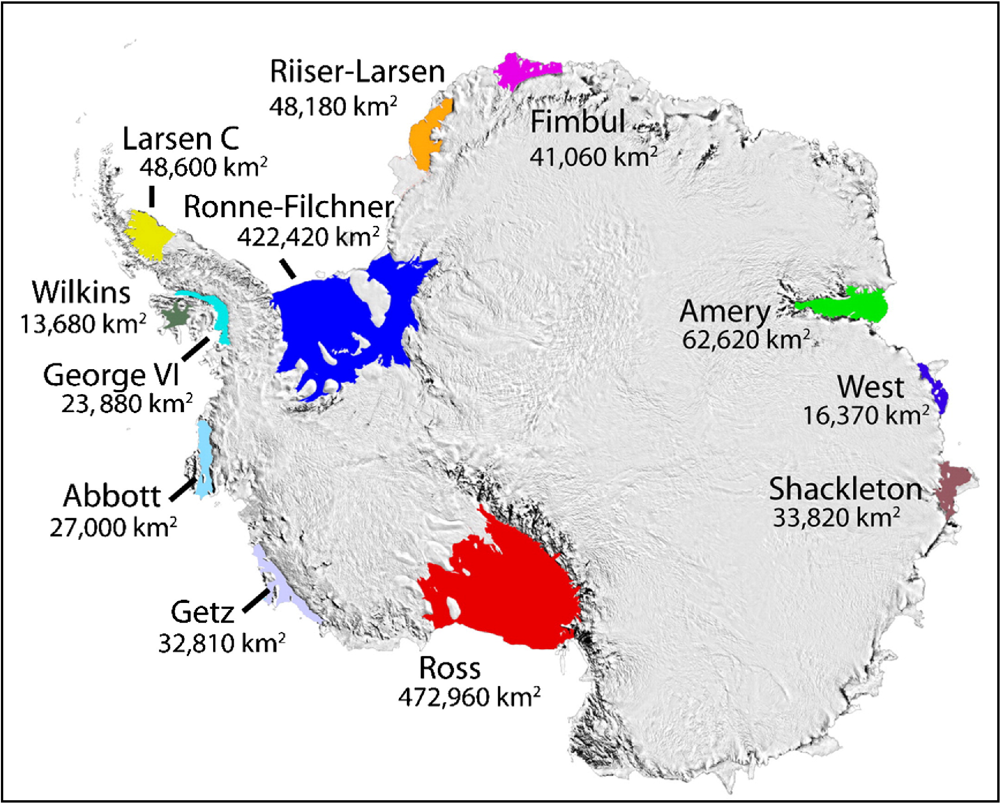 Riiser-Larsen
48,180 km²
Fimbul
41,060 km²
Larsen C
48,600 km²
Ronne-Filchner
422,420 km²
Wilkins
13,680 km²
Amery
62,620 km²
George VI
23,880 km²
West
16,370 km²
Abbott
27,000 km²
Shackleton
33,820 km²
Getz
32,810 km²
Ross
472,960 km²